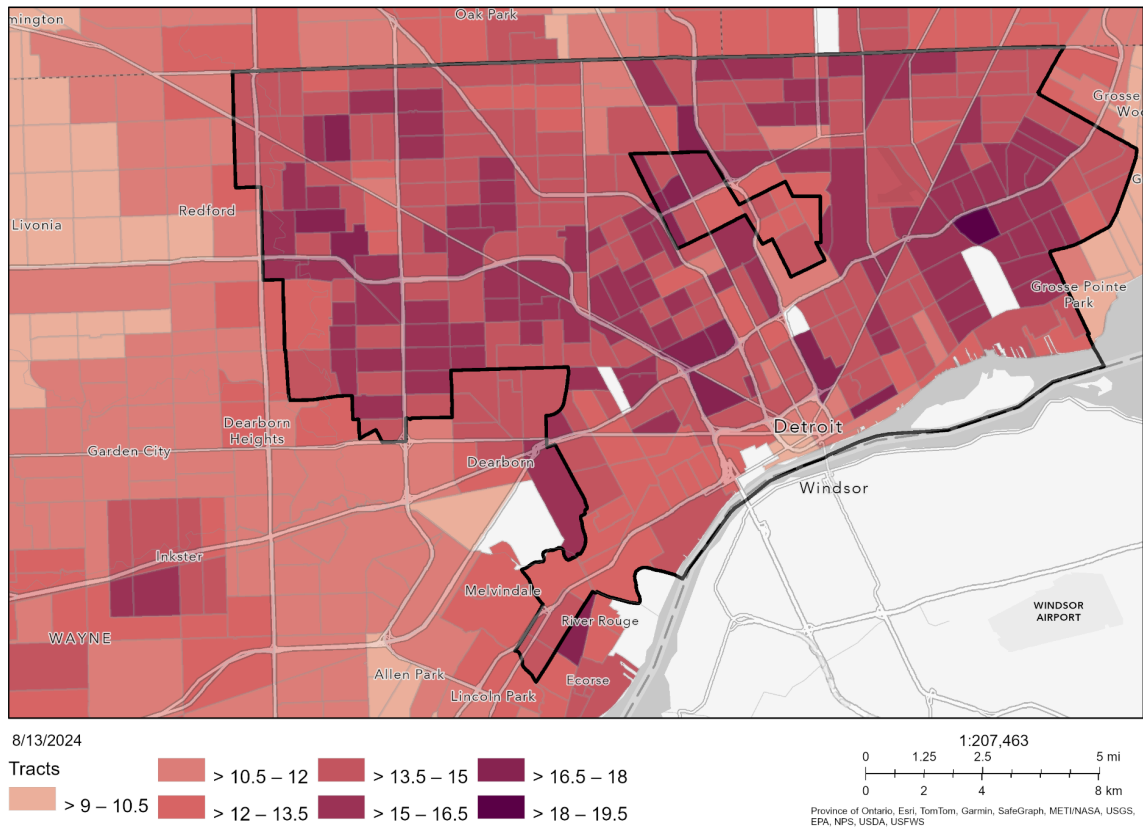 mington
Oak Park
Grosse
Woo
G
Livonia
Redford
Grosse Pointe
Park
Dearborn
Heights
Garden City
Detroit
Dearborn
Windsor
Inkster
Melvindale
River Rouge
WINDSOR
AIRPORT
WAYNE
Allen Park
Ecorse
Lincoln Park
8/13/2024
Tracts
> 9 – 10.5
> 10.5 – 12
> 12 – 13.5
> 13.5 – 15
> 15 – 16.5
> 16.5 – 18
> 18 – 19.5
1:207,463
0 1.25 2.5 5 mi
0 2 4 8 km
Province of Ontario, Esri, TomTom, Garmin, SafeGraph, METI/NASA, USGS,
EPA, NPS, USDA, USFWS